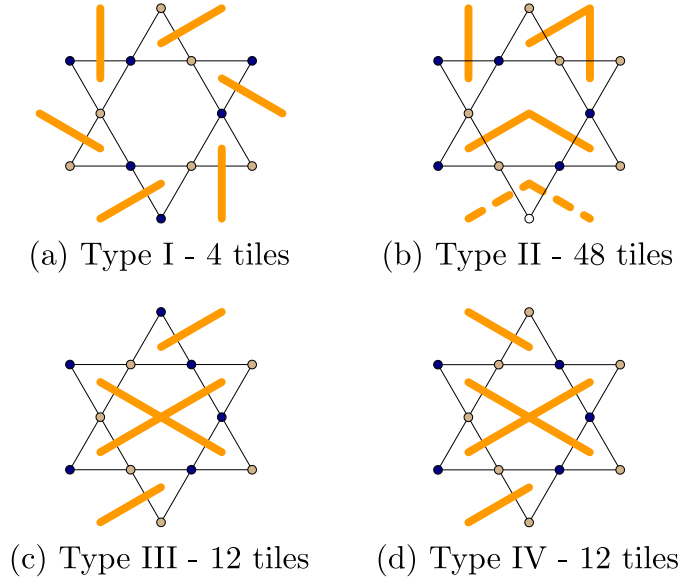 (a) Type I - 4 tiles
(b) Type II - 48 tiles
(c) Type III - 12 tiles
(d) Type IV - 12 tiles